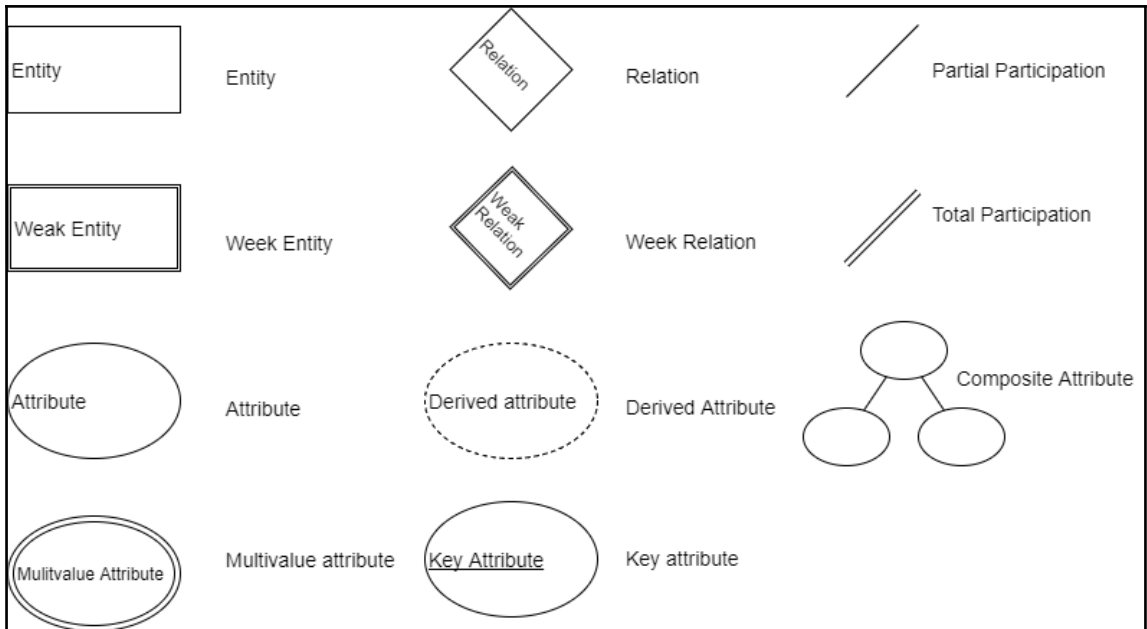 Entity
Entity
Relation
Relation
Partial Participation
Weak Entity
Week Entity
Weak
Relation
Week Relation
Total Participation
Attribute
Attribute
Derived attribute
Derived Attribute
Composite Attribute
Mulitvalue Attribute
Multivalue attribute
Key Attribute
Key attribute